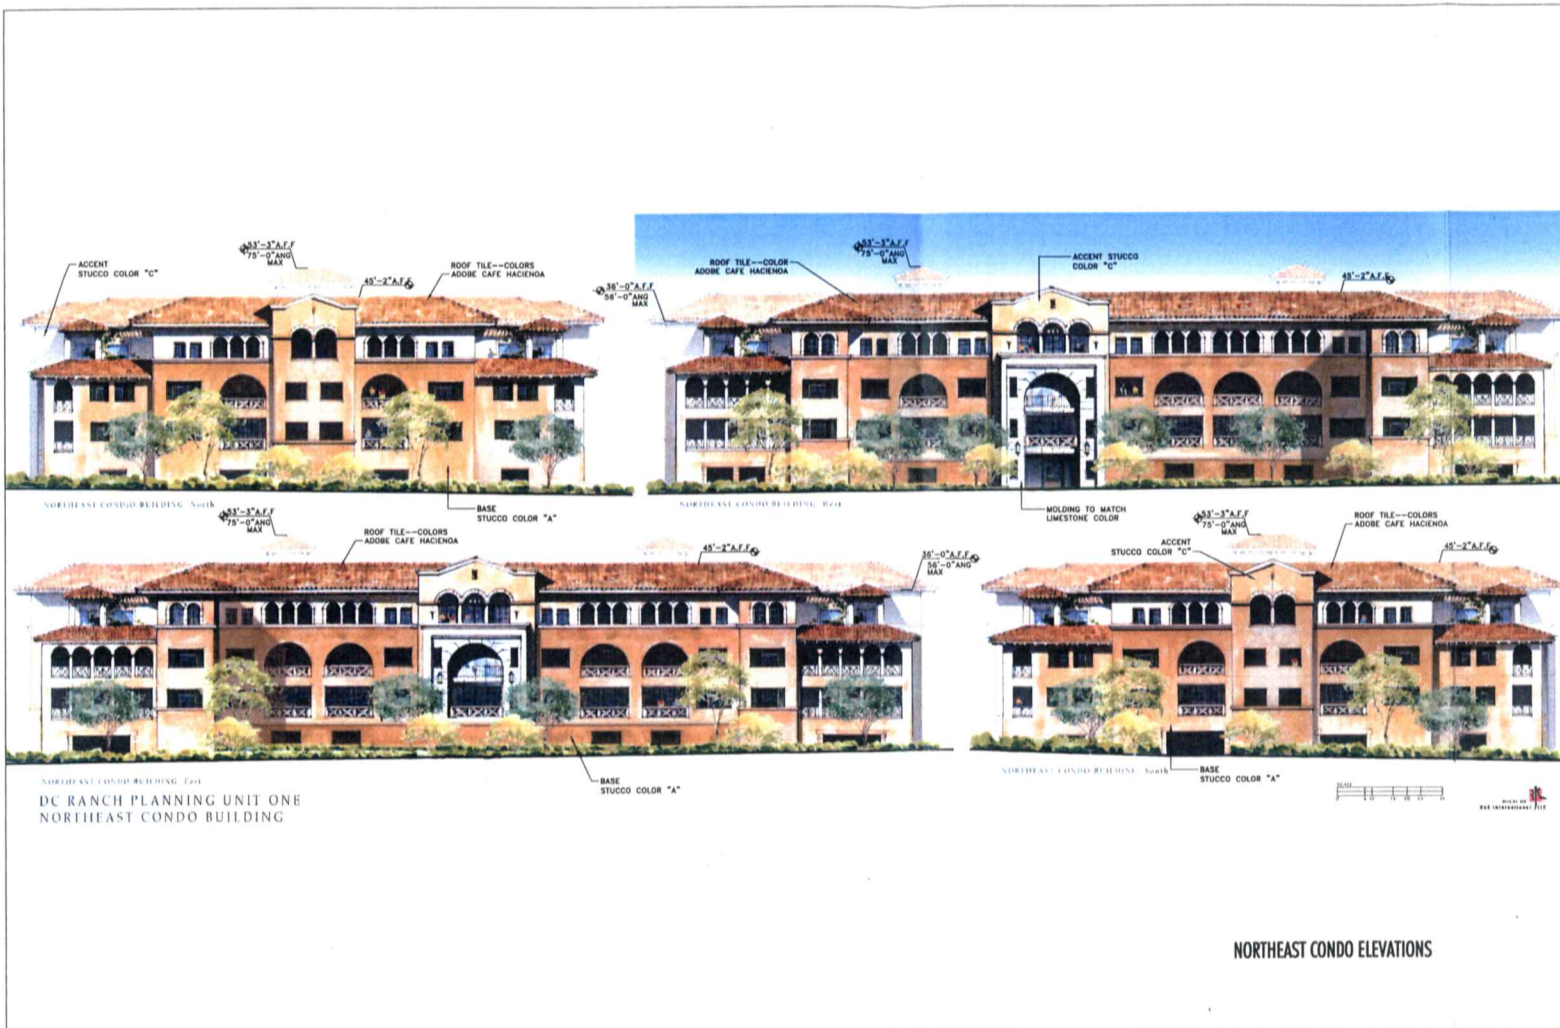 ACCENT
STUCCO COLOR "C"
53'-3"A.F.F
75'-0"ANG
MAX
45'-2"A.F.F
ROOF TILE--COLORS
ADOBE CAFE HACIENOA
36'-0"A.F.F
56'-0"ANG
MAX
ROOF TILE--COLOR
ADOBE CAFE HACIENOA
53'-3"A.F.F
75'-0"ANG
MAX
ACCENT STUCCO
COLOR "C"
45'-2"A.F.F
NORTHEAST CONDO BUILDING North
BASE
STUCCO COLOR "A"
NORTHEAST CONDO BUILDING West
MOLDING TO MATCH
LIMESTONE COLOR
53'-3"A.F.F
75'-0"ANG
MAX
ROOF TILE--COLORS
ADOBE CAFE HACIENOA
45'-2"A.F.F
36'-0"A.F.F
56'-0"ANG
MAX
ACCENT
STUCCO COLOR "C"
53'-3"A.F.F
75'-0"ANG
MAX
ROOF TILE--COLORS
ADOBE CAFE HACIENOA
45'-2"A.F.F
NORTHEAST CONDO BUILDING East
BASE
STUCCO COLOR "A"
NORTHEAST CONDO BUILDING South
BASE
STUCCO COLOR "A"
DC RANCH PLANNING UNIT ONE
NORTHEAST CONDO BUILDING
International
NORTHEAST CONDO ELEVATIONS